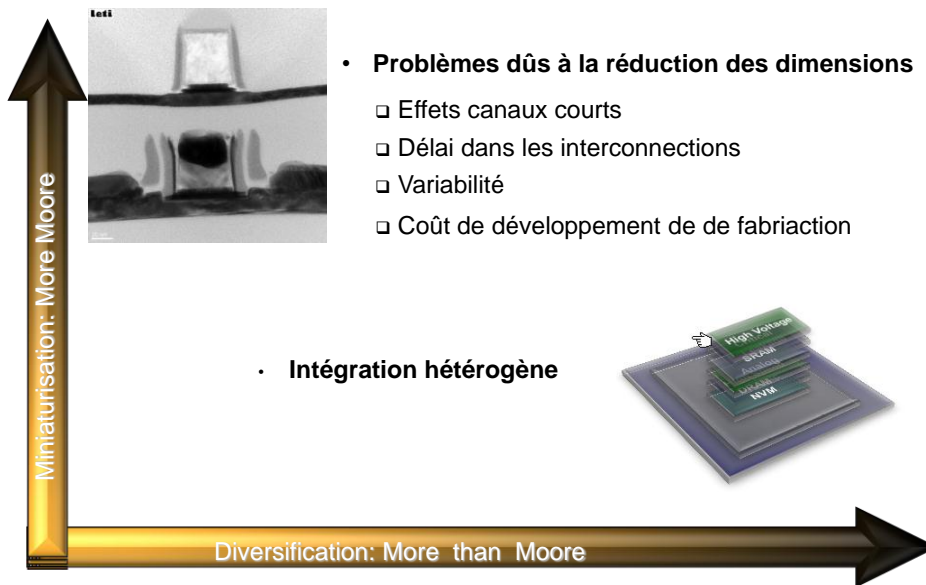 leti
• Problèmes dûs à la réduction des dimensions
❑ Effets canaux courts
❑ Délai dans les interconnections
❑ Variabilité
❑ Coût de développement de de fabriaction
Miniaturisation: More Moore
• Intégration hétérogène
High Voltage
SRAM
Analog
DRAM
NVM
Diversification: More than Moore